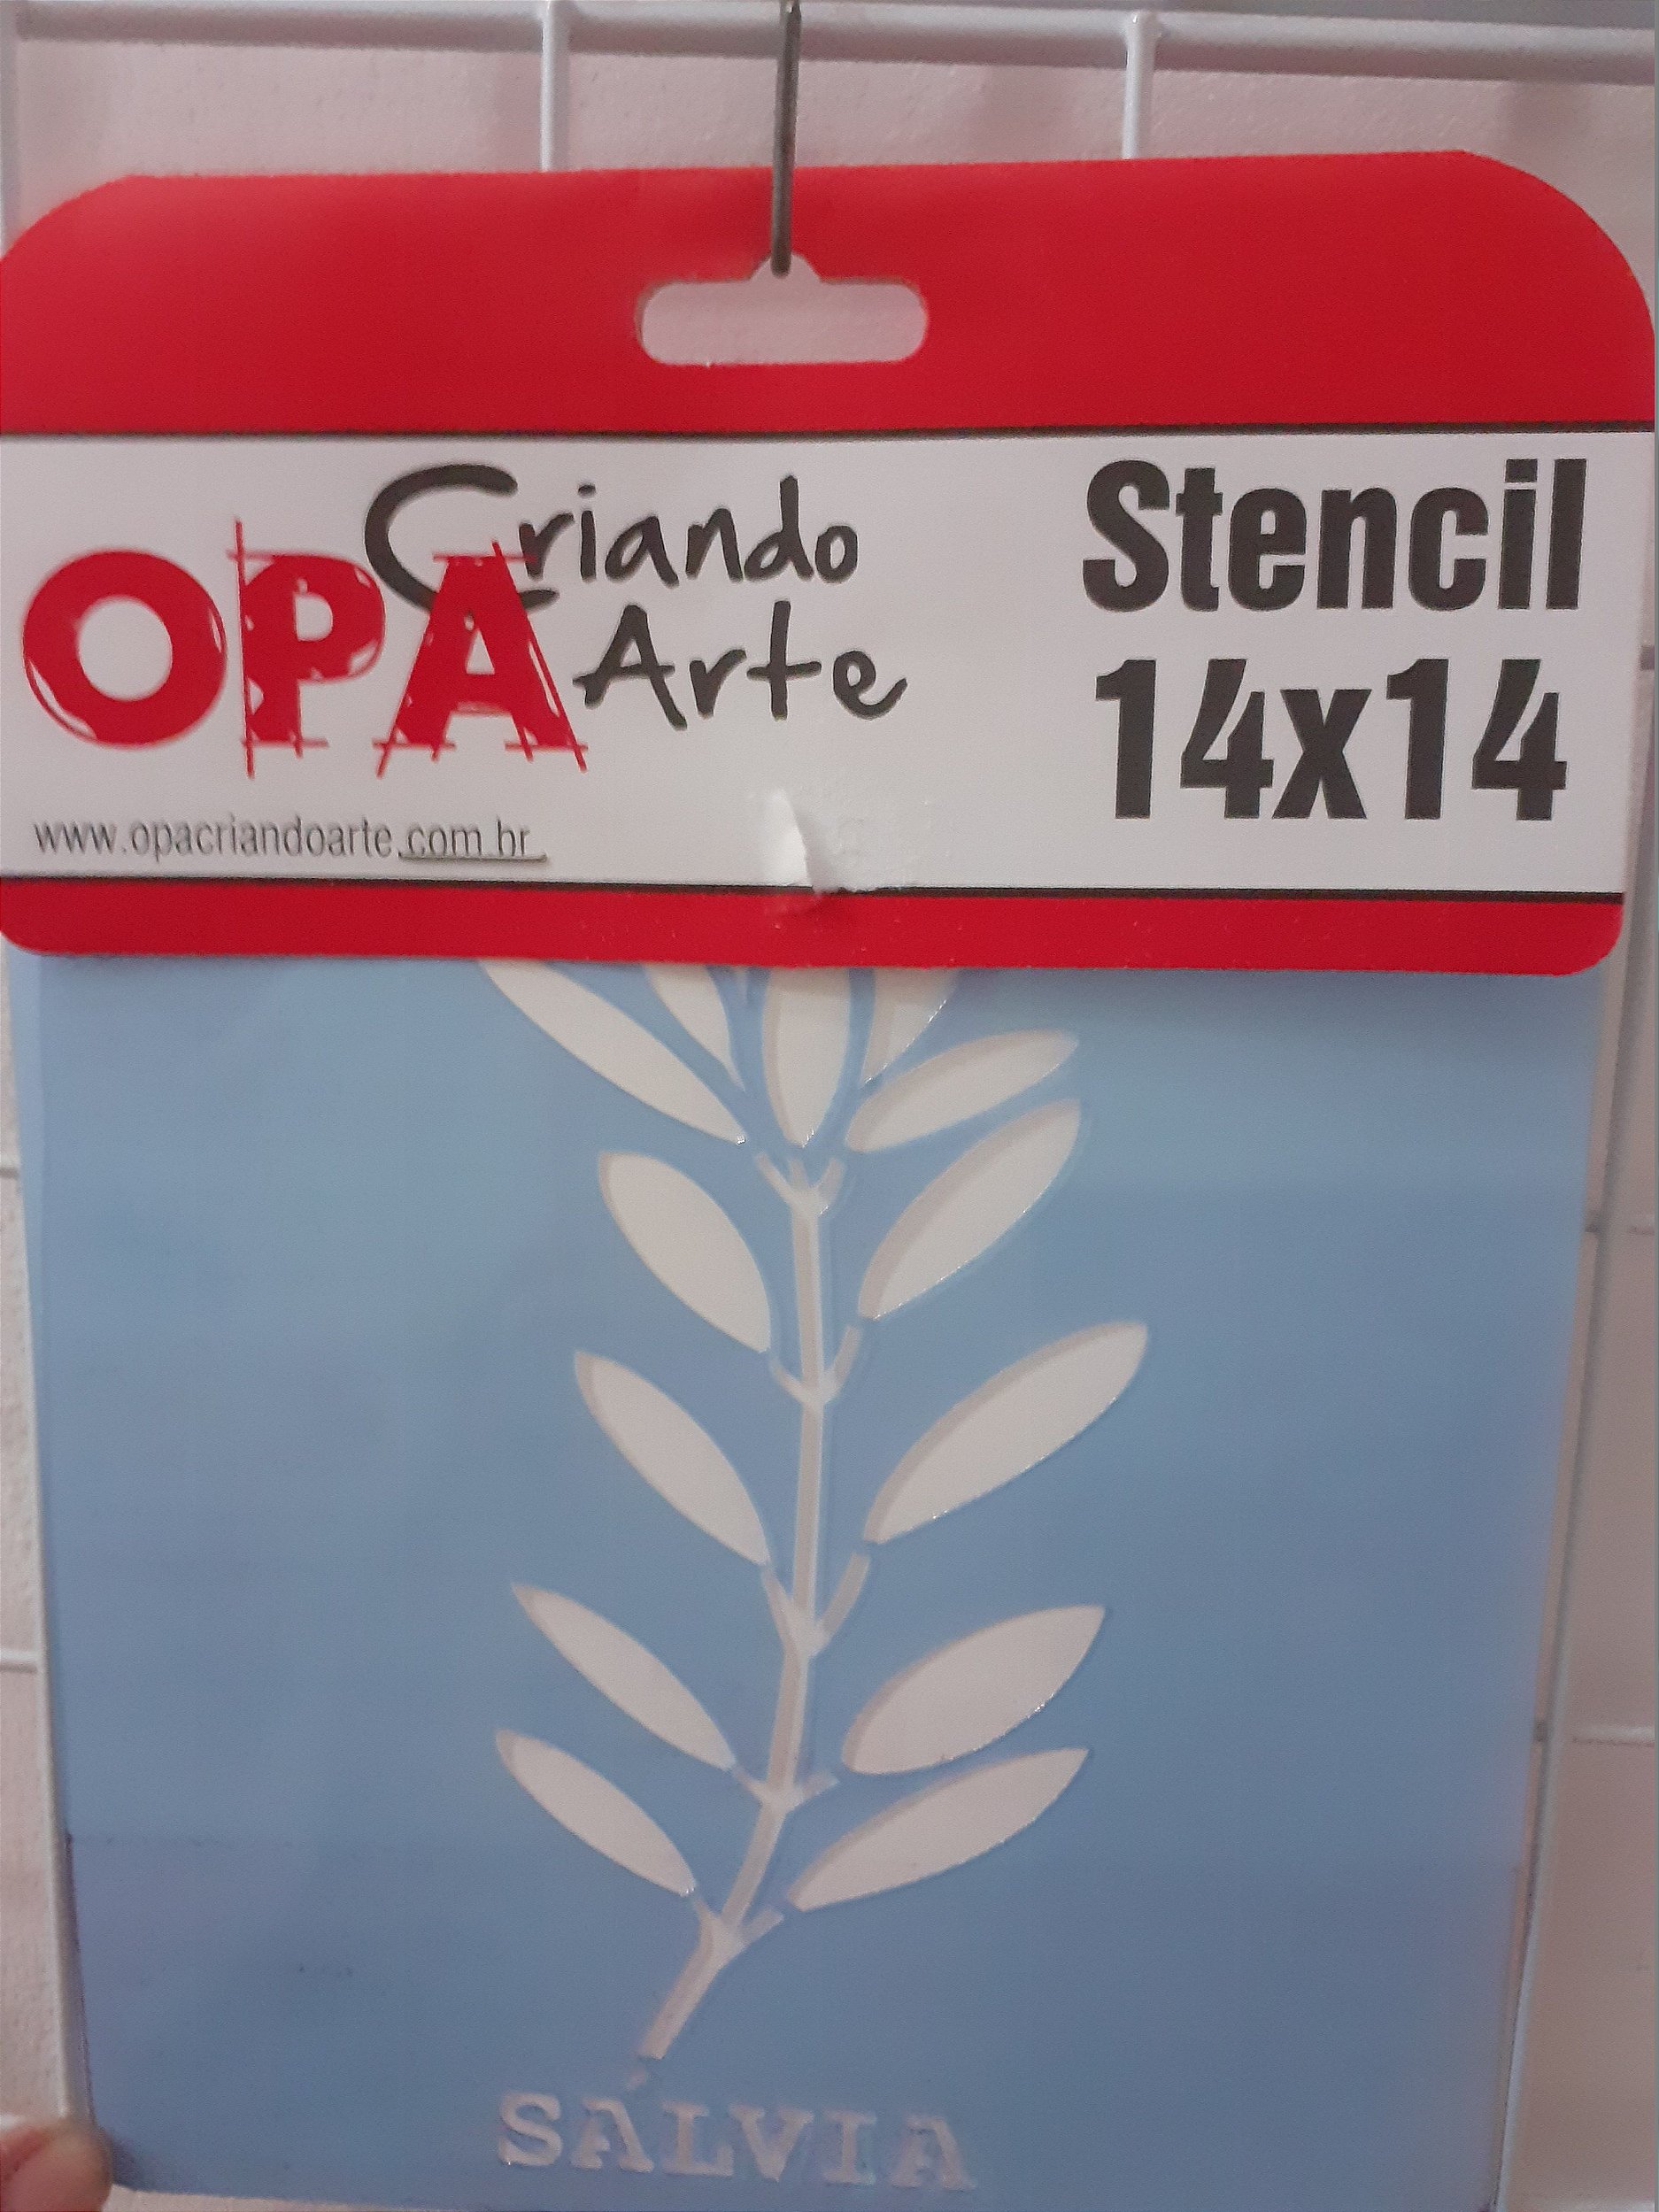 OPA Criando
Arte
Stencil
14x14
www.opacriandoarte.com.br
SÁLVIA